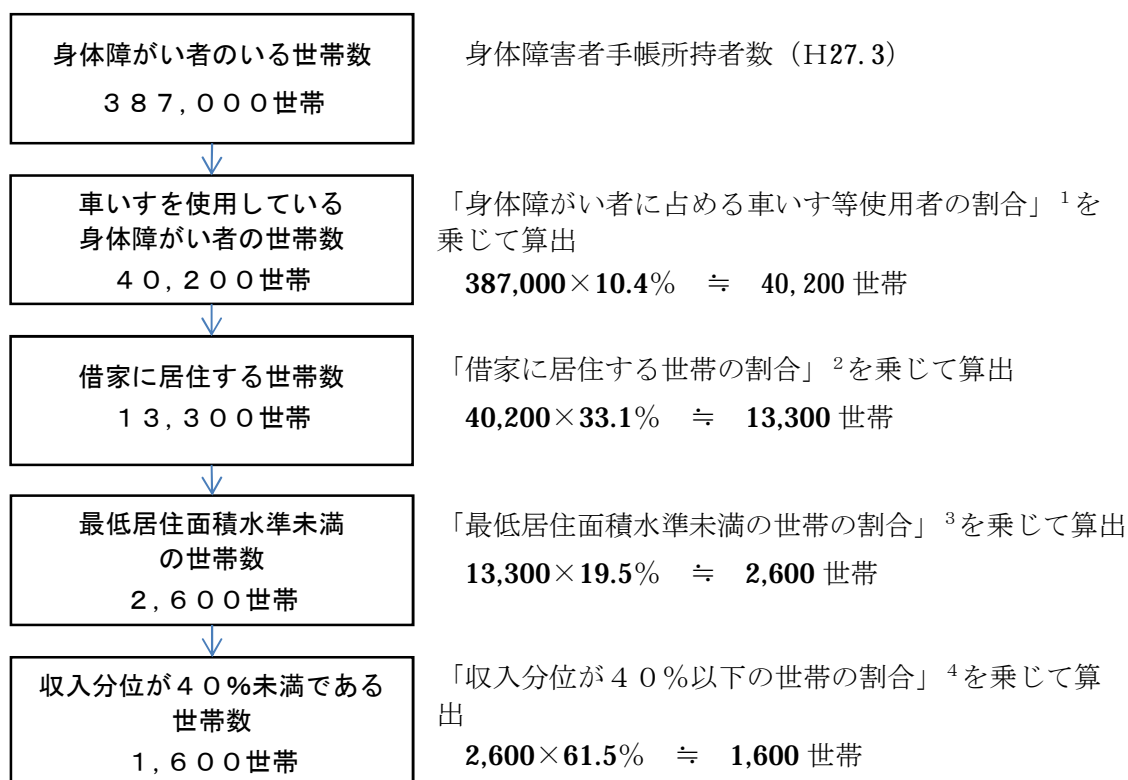 身体障がい者のいる世帯数
３８７,０００世帯
身体障害者手帳所持者数（H27.3）
車いすを使用している
身体障がい者の世帯数
４０,２００世帯
「身体障がい者に占める車いす等使用者の割合」¹を
乗じて算出
387,000×10.4％　≒　40,200 世帯
借家に居住する世帯数
１３,３００世帯
「借家に居住する世帯の割合」²を乗じて算出
40,200×33.1％　≒　13,300 世帯
最低居住面積水準未満
の世帯数
２,６００世帯
「最低居住面積水準未満の世帯の割合」³を乗じて算出
13,300×19.5％　≒　2,600 世帯
収入分位が４０%未満である
世帯数
１,６００世帯
「収入分位が４０％以下の世帯の割合」⁴を乗じて算
出
2,600×61.5％　≒　1,600 世帯